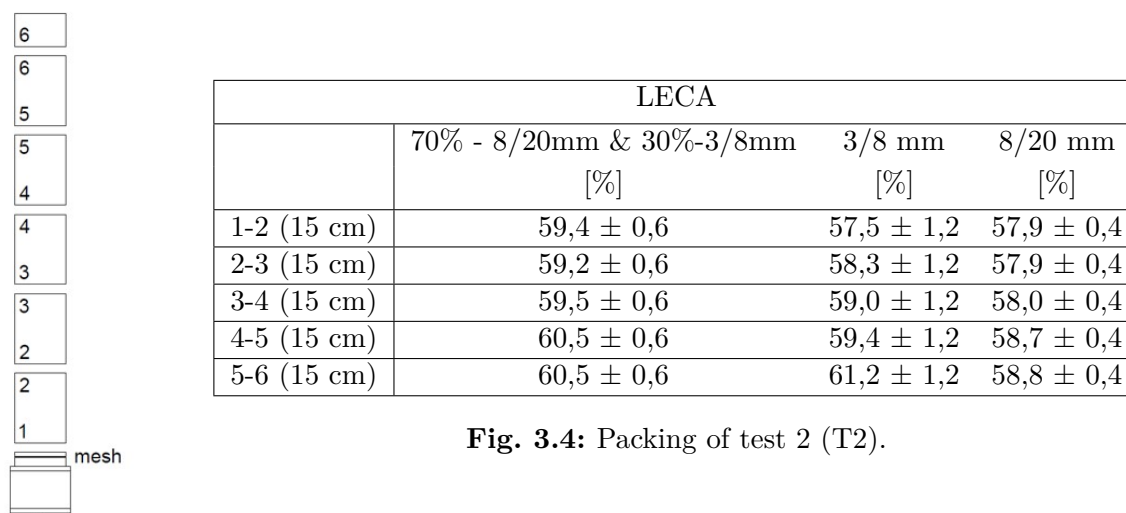 6
6
5
5
4
4
3
3
2
2
1
mesh
LECA
70% - 8/20mm & 30%-3/8mm 3/8 mm 8/20 mm
[%] [%] [%]
1-2 (15 cm) 59,4 ± 0,6 57,5 ± 1,2 57,9 ± 0,4
2-3 (15 cm) 59,2 ± 0,6 58,3 ± 1,2 57,9 ± 0,4
3-4 (15 cm) 59,5 ± 0,6 59,0 ± 1,2 58,0 ± 0,4
4-5 (15 cm) 60,5 ± 0,6 59,4 ± 1,2 58,7 ± 0,4
5-6 (15 cm) 60,5 ± 0,6 61,2 ± 1,2 58,8 ± 0,4
Fig. 3.4: Packing of test 2 (T2).